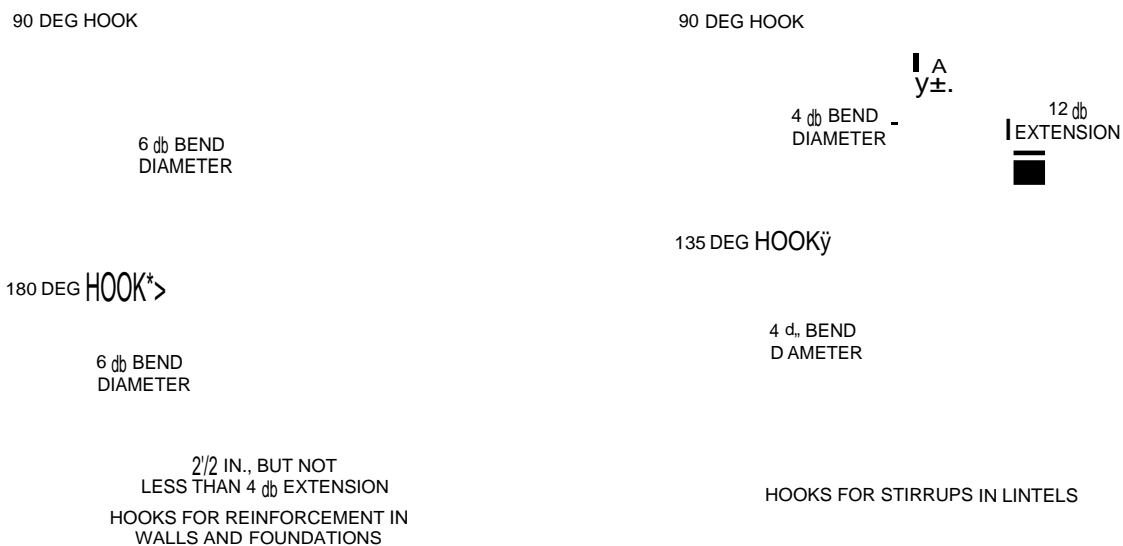 90 DEG HOOK
6 db BEND
DIAMETER
180 DEG HOOK*>
6 db BEND
DIAMETER
2'/2 IN., BUT NOT
LESS THAN 4 db EXTENSION
HOOKS FOR REINFORCEMENT IN
WALLS AND FOUNDATIONS
90 DEG HOOK
A
y±.
4 db BEND -
DIAMETER
12 db
EXTENSION
135 DEG HOOKÿ
4 d„ BEND
D AMETER
HOOKS FOR STIRRUPS IN LINTELS